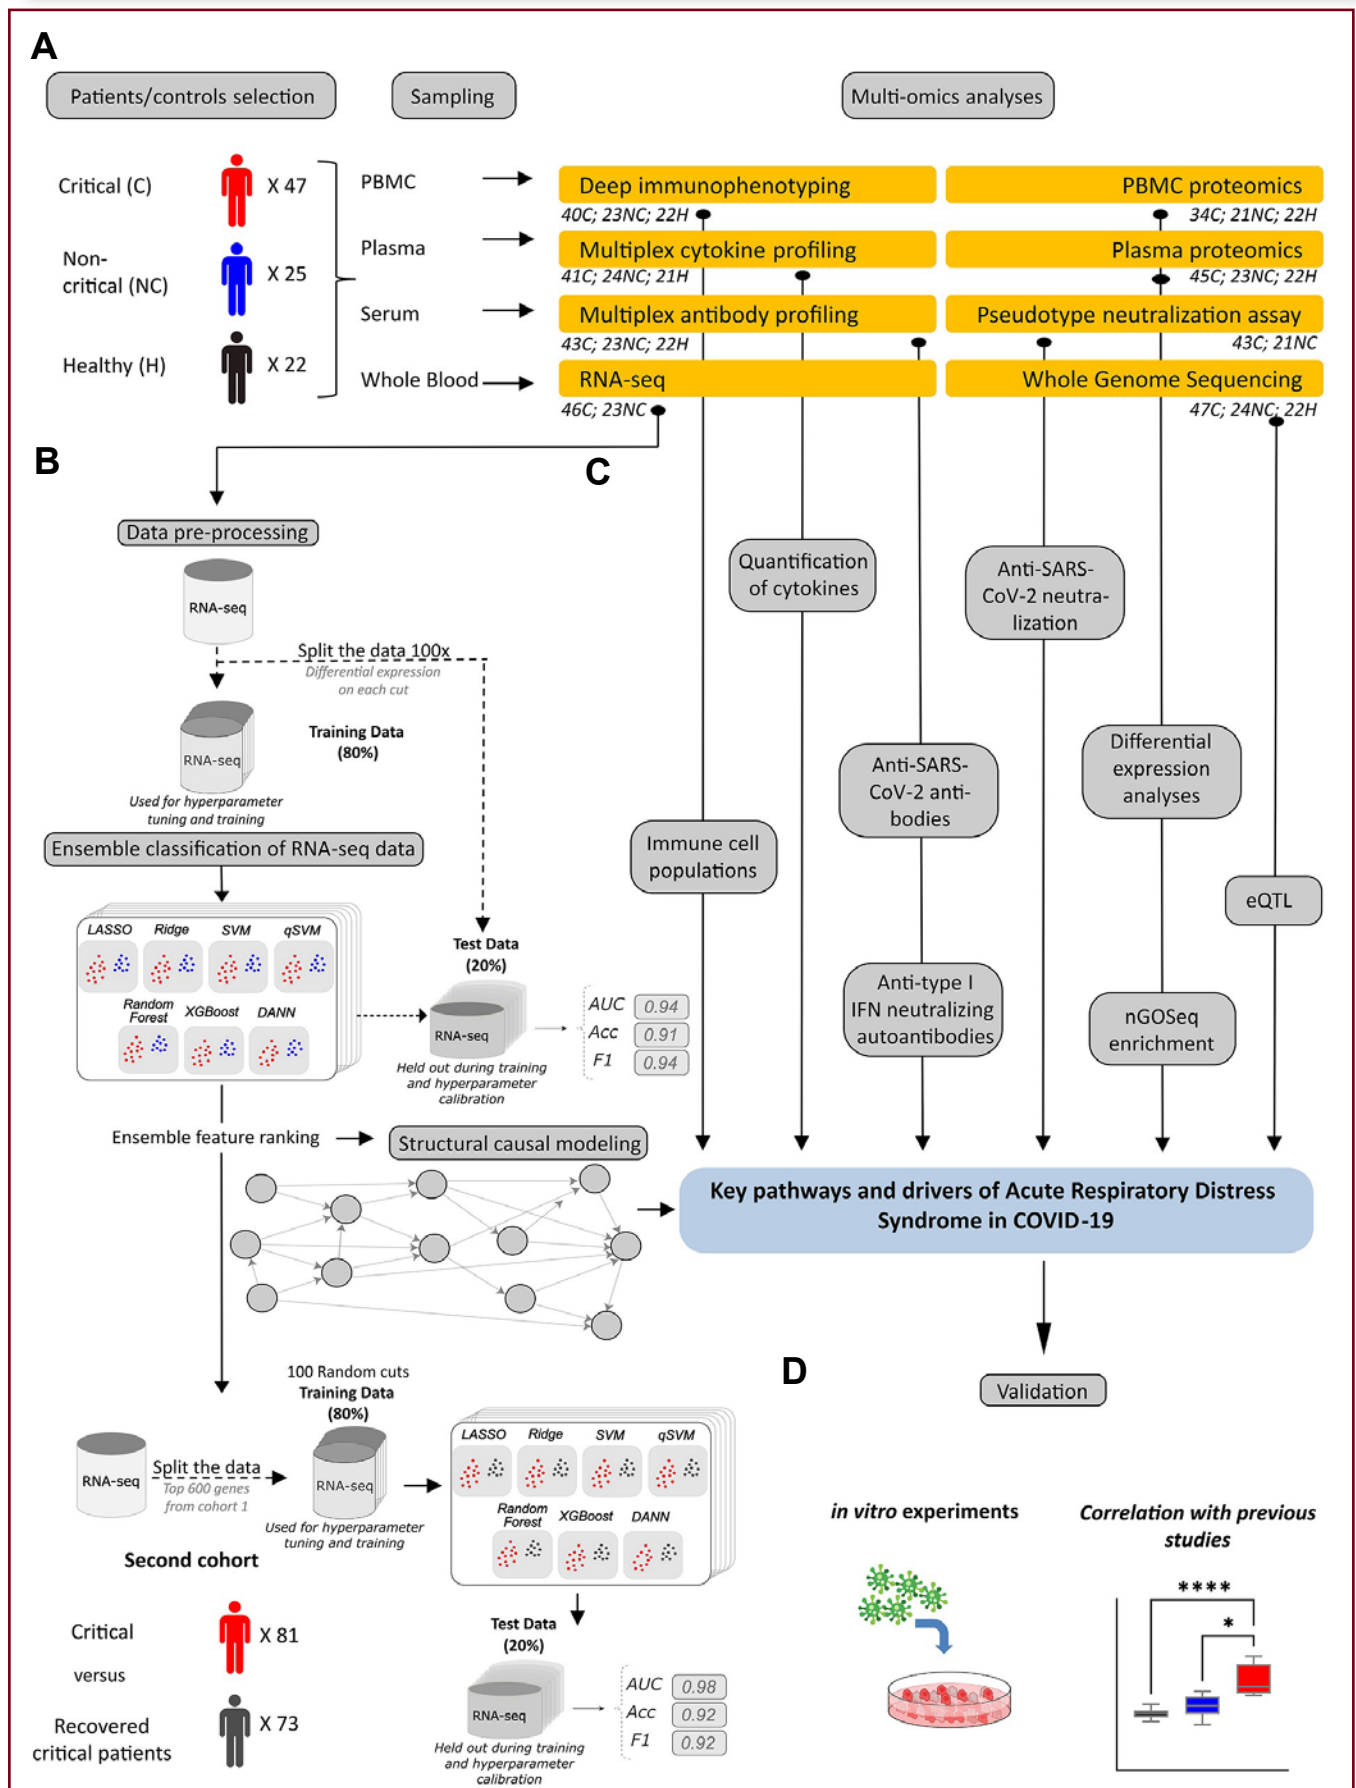 A
Patients/controls selection
Sampling
Multi-omics analyses
Critical (C)
X 47
Non-
critical (NC)
X 25
Healthy (H)
X 22
PBMC
Plasma
Serum
Whole Blood
Deep immunophenotyping
40C; 23NC; 22H
PBMC proteomics
34C; 21NC; 22H
Multiplex cytokine profiling
41C; 24NC; 21H
Plasma proteomics
45C; 23NC; 22H
Multiplex antibody profiling
43C; 23NC; 22H
Pseudotype neutralization assay
43C; 21NC
RNA-seq
46C; 23NC
Whole Genome Sequencing
47C; 24NC; 22H
B
Data pre-processing
RNA-seq
Split the data 100x
Differential expression
on each cut
Training Data
(80%)
RNA-seq
Used for hyperparameter
tuning and training
Ensemble classification of RNA-seq data
LASSO
Ridge
SVM
qSVM
Random
Forest
XGBoost
DANN
Test Data
(20%)
RNA-seq
Held out during training
and hyperparameter
calibration
AUC 0.94
Acc 0.91
F1 0.94
Ensemble feature ranking
Structural causal modeling
Second cohort
RNA-seq
Split the data
Top 600 genes
from cohort 1
100 Random cuts
Training Data
(80%)
RNA-seq
Used for hyperparameter
tuning and training
LASSO
Ridge
SVM
qSVM
Random
Forest
XGBoost
DANN
Critical
X 81
versus
Recovered
critical patients
X 73
Test Data
(20%)
RNA-seq
Held out during training
and hyperparameter
calibration
AUC 0.98
Acc 0.92
F1 0.92
C
Quantification
of cytokines
Anti-SARS-
CoV-2 neutra-
lization
Immune cell
populations
Anti-SARS-
CoV-2 anti-
bodies
Differential
expression
analyses
eQTL
Anti-type I
IFN neutralizing
autoantibodies
nGOSeq
enrichment
Key pathways and drivers of Acute Respiratory Distress
Syndrome in COVID-19
D
Validation
in vitro experiments
Correlation with previous
studies
****
*